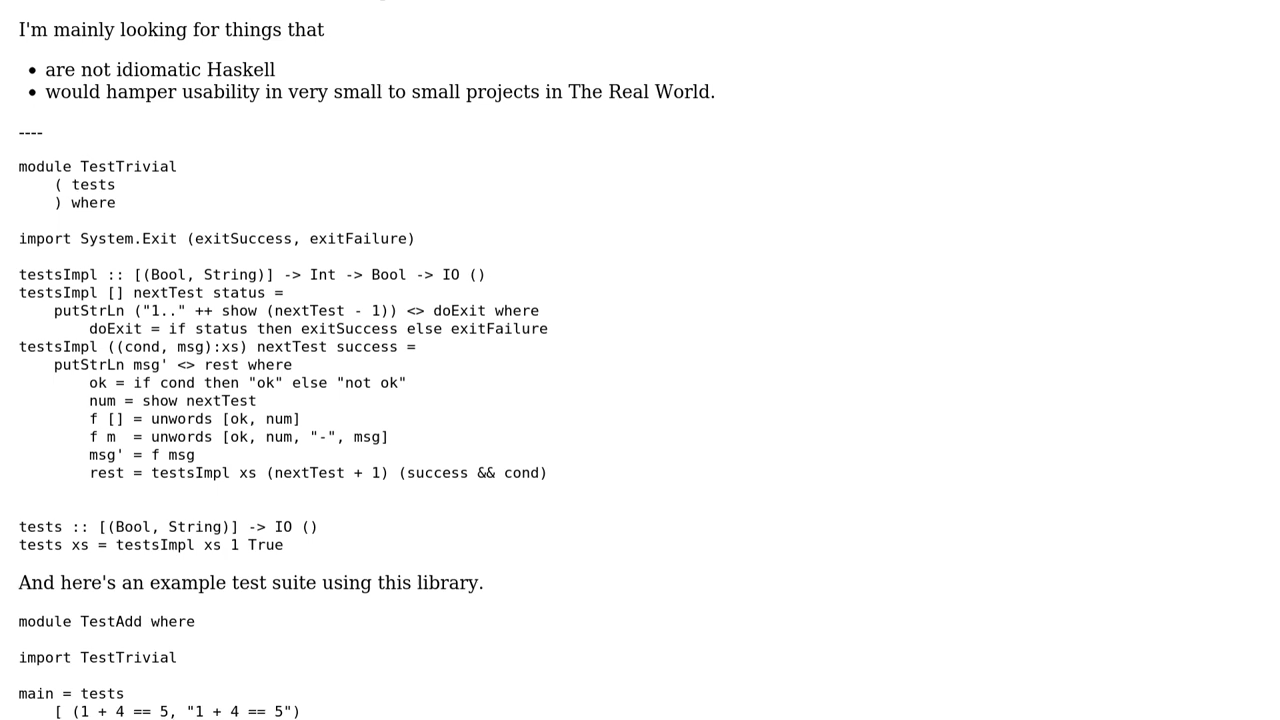 I'm mainly looking for things that
• are not idiomatic Haskell
• would hamper usability in very small to small projects in The Real World.
----
module TestTrivial
    ( tests
    ) where

import System.Exit (exitSuccess, exitFailure)

testsImpl :: [(Bool, String)] -> Int -> Bool -> IO ()
testsImpl [] nextTest status =
    putStrLn ("1.." ++ show (nextTest - 1)) <> doExit where
        doExit = if status then exitSuccess else exitFailure
testsImpl ((cond, msg):xs) nextTest success =
    putStrLn msg' <> rest where
        ok = if cond then "ok" else "not ok"
        num = show nextTest
        f [] = unwords [ok, num]
        f m  = unwords [ok, num, "-", msg]
        msg' = f msg
        rest = testsImpl xs (nextTest + 1) (success && cond)


tests :: [(Bool, String)] -> IO ()
tests xs = testsImpl xs 1 True

And here's an example test suite using this library.

module TestAdd where

import TestTrivial

main = tests
    [ (1 + 4 == 5, "1 + 4 == 5")